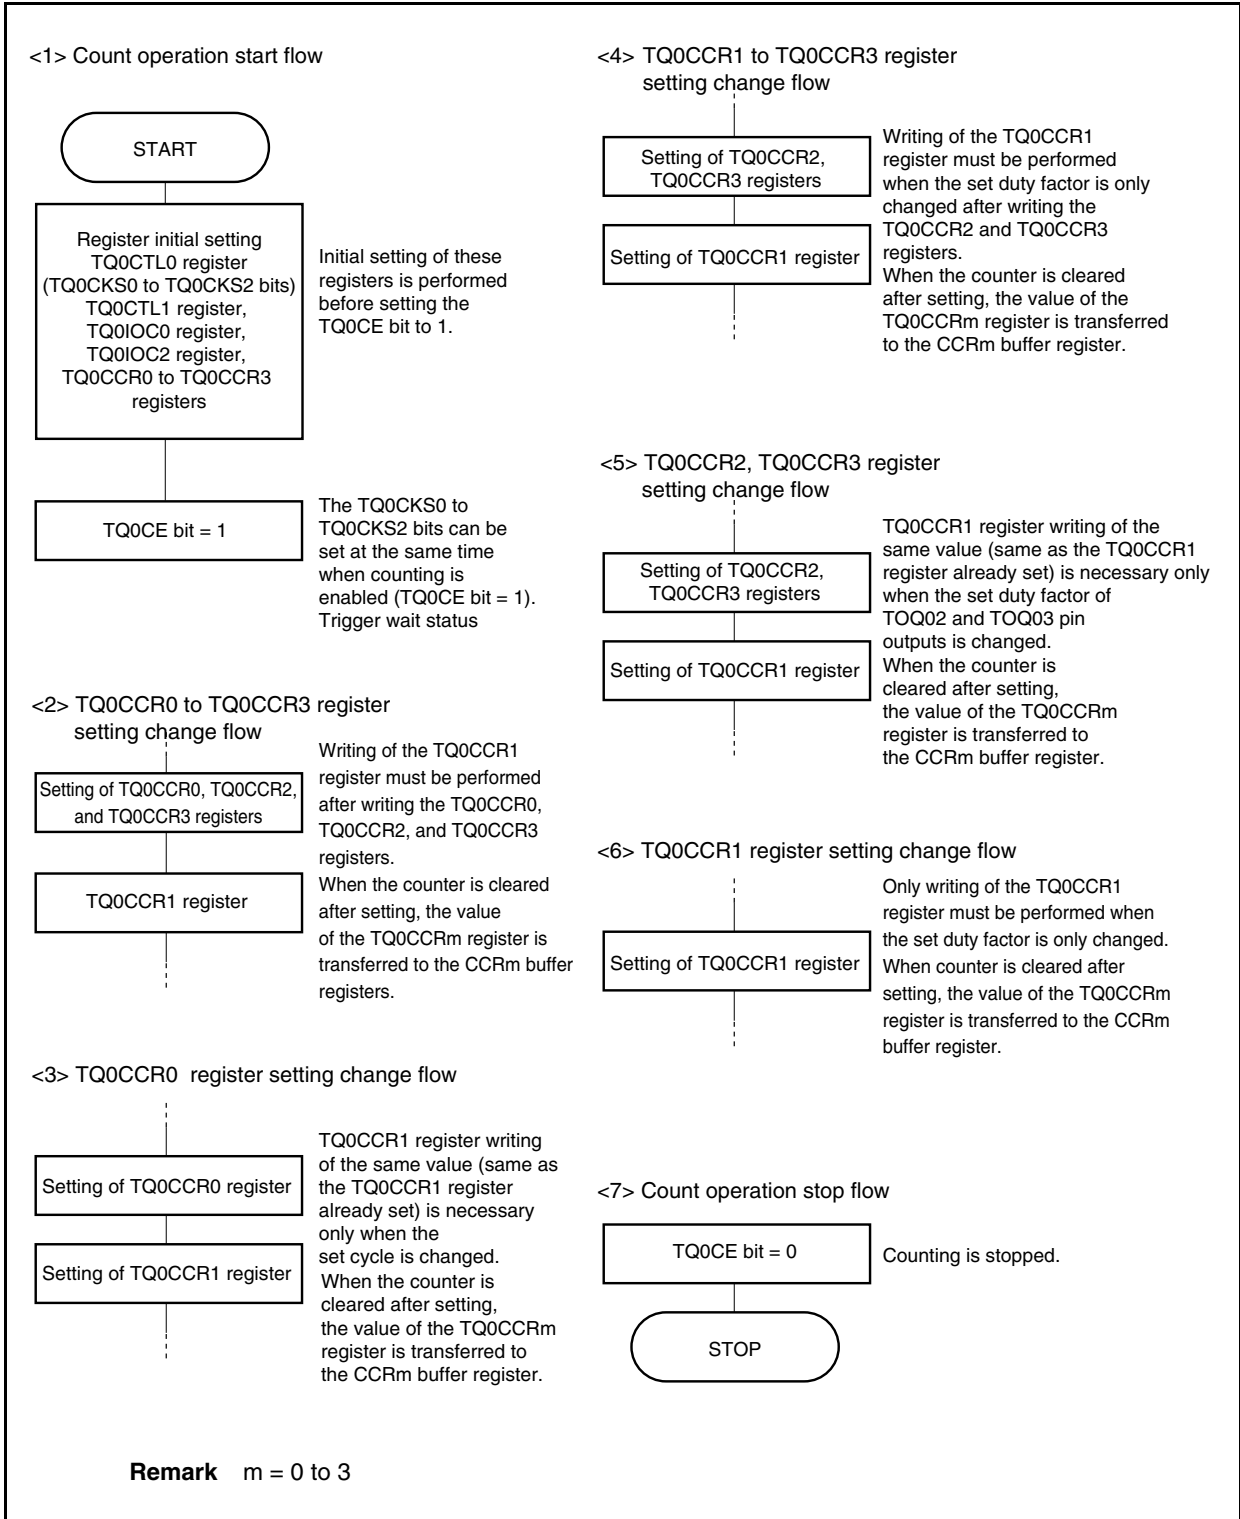 <1> Count operation start flow
START
Register initial setting
TQ0CTL0 register
(TQ0CKS0 to TQ0CKS2 bits)
TQ0CTL1 register,
TQ0IOC0 register,
TQ0IOC2 register,
TQ0CCR0 to TQ0CCR3
registers
Initial setting of these
registers is performed
before setting the
TQ0CE bit to 1.
TQ0CE bit = 1
The TQ0CKS0 to
TQ0CKS2 bits can be
set at the same time
when counting is
enabled (TQ0CE bit = 1).
Trigger wait status
<2> TQ0CCR0 to TQ0CCR3 register
setting change flow
Setting of TQ0CCR0, TQ0CCR2,
and TQ0CCR3 registers
TQ0CCR1 register
Writing of the TQ0CCR1
register must be performed
after writing the TQ0CCR0,
TQ0CCR2, and TQ0CCR3
registers.
When the counter is cleared
after setting, the value
of the TQ0CCRm register is
transferred to the CCRm buffer
registers.
<3> TQ0CCR0 register setting change flow
Setting of TQ0CCR0 register
Setting of TQ0CCR1 register
TQ0CCR1 register writing
of the same value (same as
the TQ0CCR1 register
already set) is necessary
only when the
set cycle is changed.
When the counter is
cleared after setting,
the value of the TQ0CCRm
register is transferred to
the CCRm buffer register.
<4> TQ0CCR1 to TQ0CCR3 register
setting change flow
Setting of TQ0CCR2,
TQ0CCR3 registers
Setting of TQ0CCR1 register
Writing of the TQ0CCR1
register must be performed
when the set duty factor is only
changed after writing the
TQ0CCR2 and TQ0CCR3
registers.
When the counter is cleared
after setting, the value of the
TQ0CCRm register is transferred
to the CCRm buffer register.
<5> TQ0CCR2, TQ0CCR3 register
setting change flow
Setting of TQ0CCR2,
TQ0CCR3 registers
Setting of TQ0CCR1 register
TQ0CCR1 register writing of the
same value (same as the TQ0CCR1
register already set) is necessary only
when the set duty factor of
TOQ02 and TOQ03 pin
outputs is changed.
When the counter is
cleared after setting,
the value of the TQ0CCRm
register is transferred to
the CCRm buffer register.
<6> TQ0CCR1 register setting change flow
Setting of TQ0CCR1 register
Only writing of the TQ0CCR1
register must be performed when
the set duty factor is only changed.
When counter is cleared after
setting, the value of the TQ0CCRm
register is transferred to the CCRm
buffer register.
<7> Count operation stop flow
TQ0CE bit = 0
Counting is stopped.
STOP
Remark m = 0 to 3